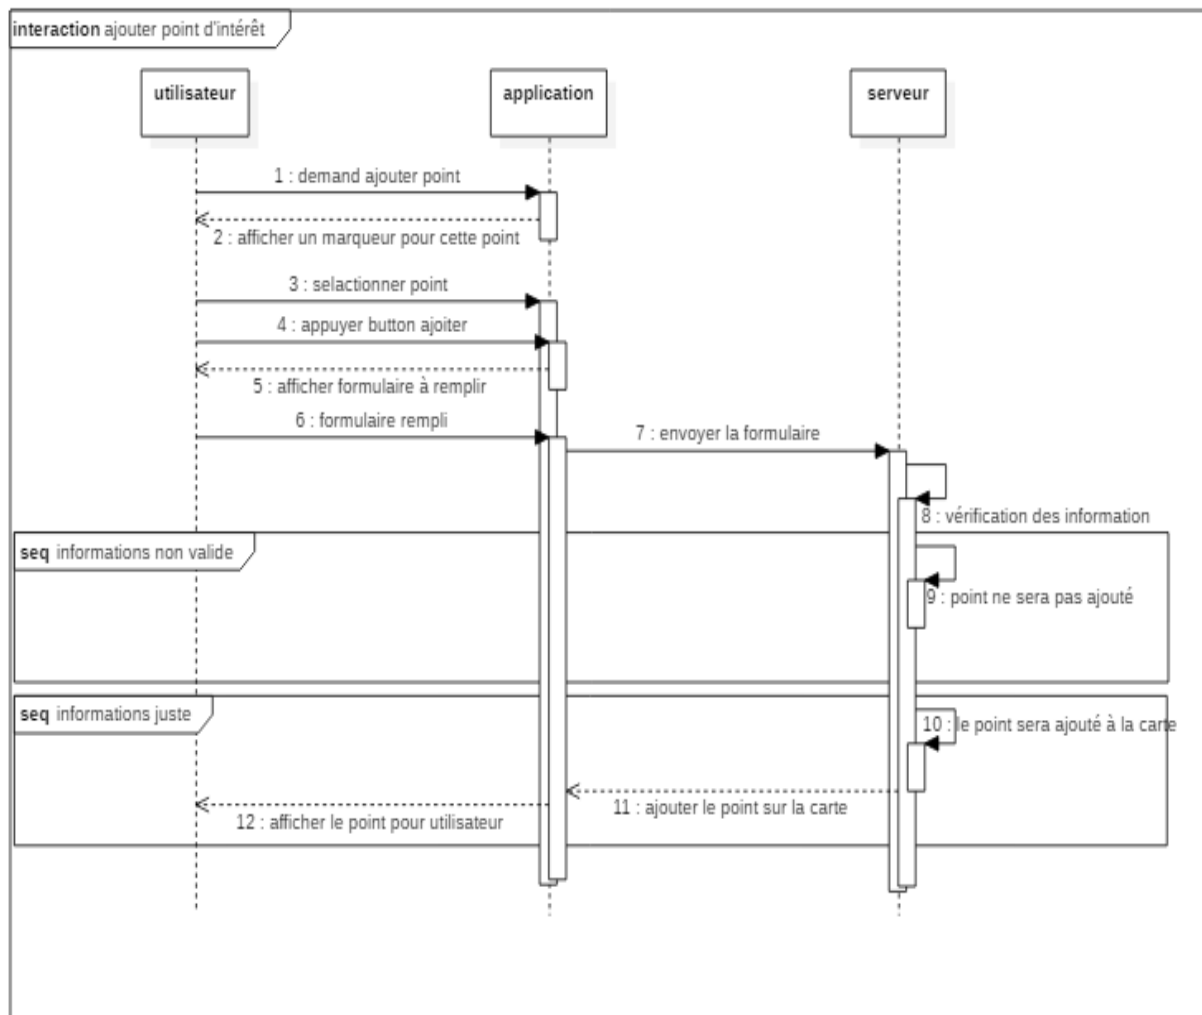 interaction ajouter point d'intérêt
utilisateur
application
serveur
1 : demand ajouter point
2 : afficher un marqueur pour cette point
3 : selactionner point
4 : appuyer button ajoiter
5 : afficher formulaire à remplir
6 : formulaire rempli
7 : envoyer la formulaire
8 : vérification des information
seq informations non valide
9 : point ne sera pas ajouté
seq informations juste
10 : le point sera ajouté à la carte
11 : ajouter le point sur la carte
12 : afficher le point pour utilisateur